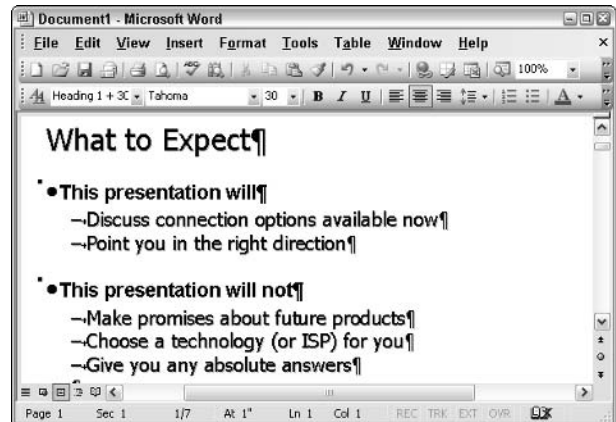 Document1 - Microsoft Word
File Edit View Insert Format Tools Table Window Help
100%
Heading 1 + 3C Tahoma 30 B I U A
What to Expect¶
●This presentation will¶
–Discuss connection options available now¶
–Point you in the right direction¶
●This presentation will not¶
–Make promises about future products¶
–Choose a technology (or ISP) for you¶
–Give you any absolute answers¶
¶
Page 1 Sec 1 1/7 At 1" Ln 1 Col 1 REC TRK EXT OVR